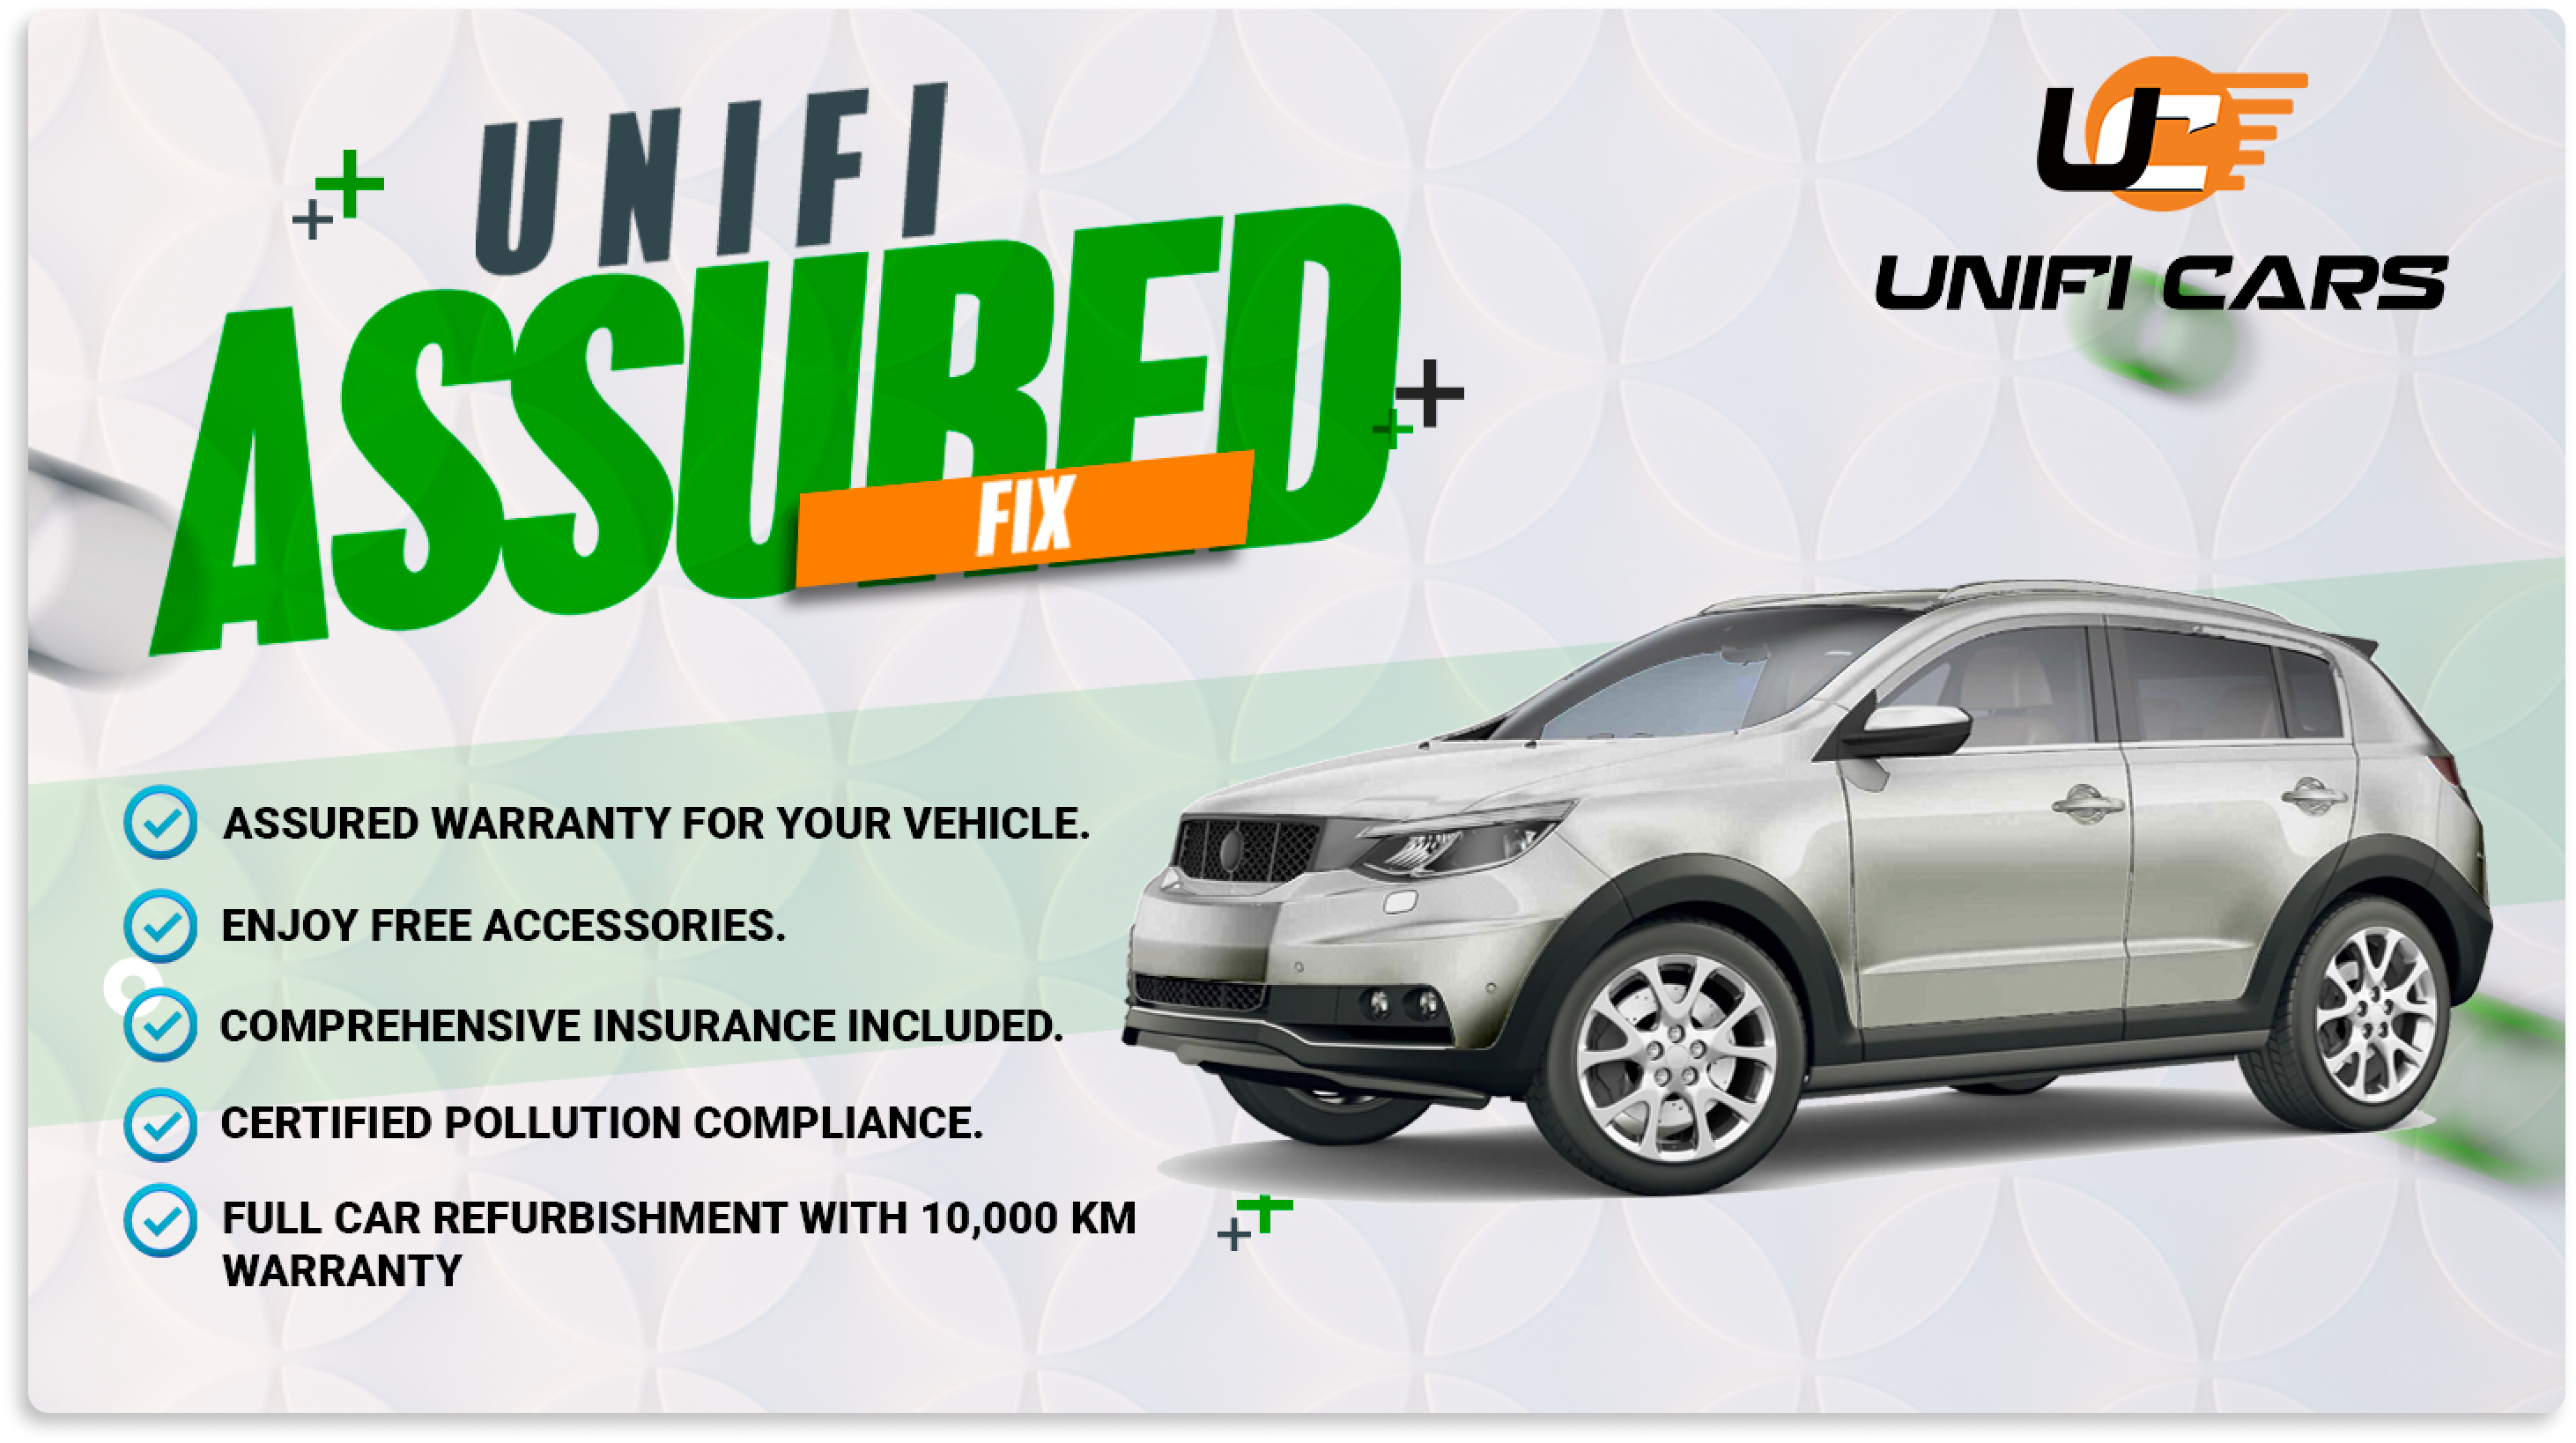 UNIFI
ASSURED
FIX
UC
UNIFI CARS
ASSURED WARRANTY FOR YOUR VEHICLE.
ENJOY FREE ACCESSORIES.
COMPREHENSIVE INSURANCE INCLUDED.
CERTIFIED POLLUTION COMPLIANCE.
FULL CAR REFURBISHMENT WITH 10,000 KM
WARRANTY